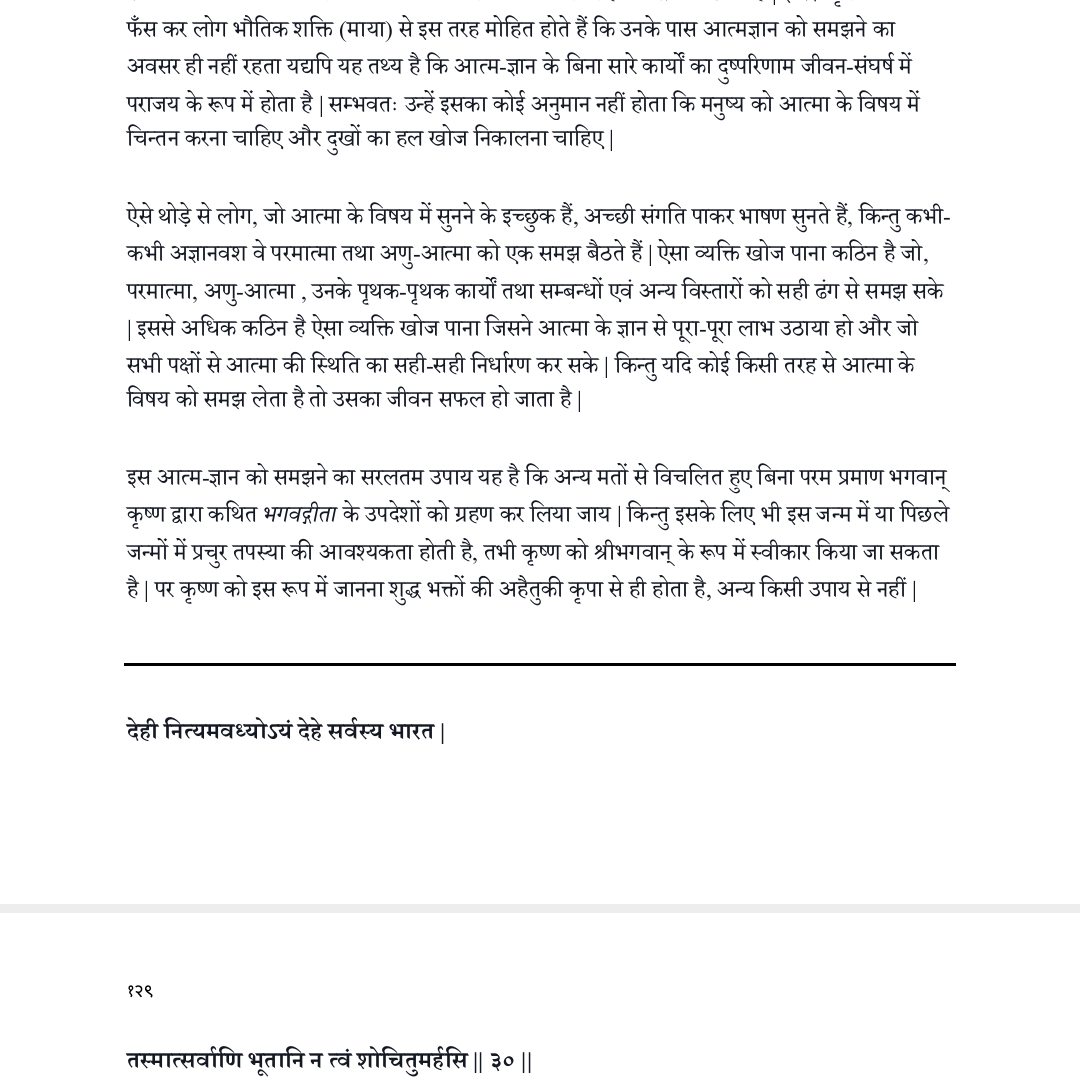 फँस कर लोग भौतिक शक्ति (माया) से इस तरह मोहित होते हैं कि उनके पास आत्मज्ञान को समझने का
अवसर ही नहीं रहता यद्यपि यह तथ्य है कि आत्म-ज्ञान के बिना सारे कार्यों का दुष्परिणाम जीवन-संघर्ष में
पराजय के रूप में होता है | सम्भवतः उन्हें इसका कोई अनुमान नहीं होता कि मनुष्य को आत्मा के विषय में
चिन्तन करना चाहिए और दुखों का हल खोज निकालना चाहिए |
ऐसे थोड़े से लोग, जो आत्मा के विषय में सुनने के इच्छुक हैं, अच्छी संगति पाकर भाषण सुनते हैं, किन्तु कभी-
कभी अज्ञानवश वे परमात्मा तथा अणु-आत्मा को एक समझ बैठते हैं | ऐसा व्यक्ति खोज पाना कठिन है जो,
परमात्मा, अणु-आत्मा , उनके पृथक-पृथक कार्यों तथा सम्बन्धों एवं अन्य विस्तारों को सही ढंग से समझ सके
| इससे अधिक कठिन है ऐसा व्यक्ति खोज पाना जिसने आत्मा के ज्ञान से पूरा-पूरा लाभ उठाया हो और जो
सभी पक्षों से आत्मा की स्थिति का सही-सही निर्धारण कर सके | किन्तु यदि कोई किसी तरह से आत्मा के
विषय को समझ लेता है तो उसका जीवन सफल हो जाता है |
इस आत्म-ज्ञान को समझने का सरलतम उपाय यह है कि अन्य मतों से विचलित हुए बिना परम प्रमाण भगवान्
कृष्ण द्वारा कथित भगवद्गीता के उपदेशों को ग्रहण कर लिया जाय | किन्तु इसके लिए भी इस जन्म में या पिछले
जन्मों में प्रचुर तपस्या की आवश्यकता होती है, तभी कृष्ण को श्रीभगवान् के रूप में स्वीकार किया जा सकता
है | पर कृष्ण को इस रूप में जानना शुद्ध भक्तों की अहैतुकी कृपा से ही होता है, अन्य किसी उपाय से नहीं |
देही नित्यमवध्योऽयं देहे सर्वस्य भारत |
१२९
तस्मात्सर्वाणि भूतानि न त्वं शोचितुमर्हसि || ३० ||